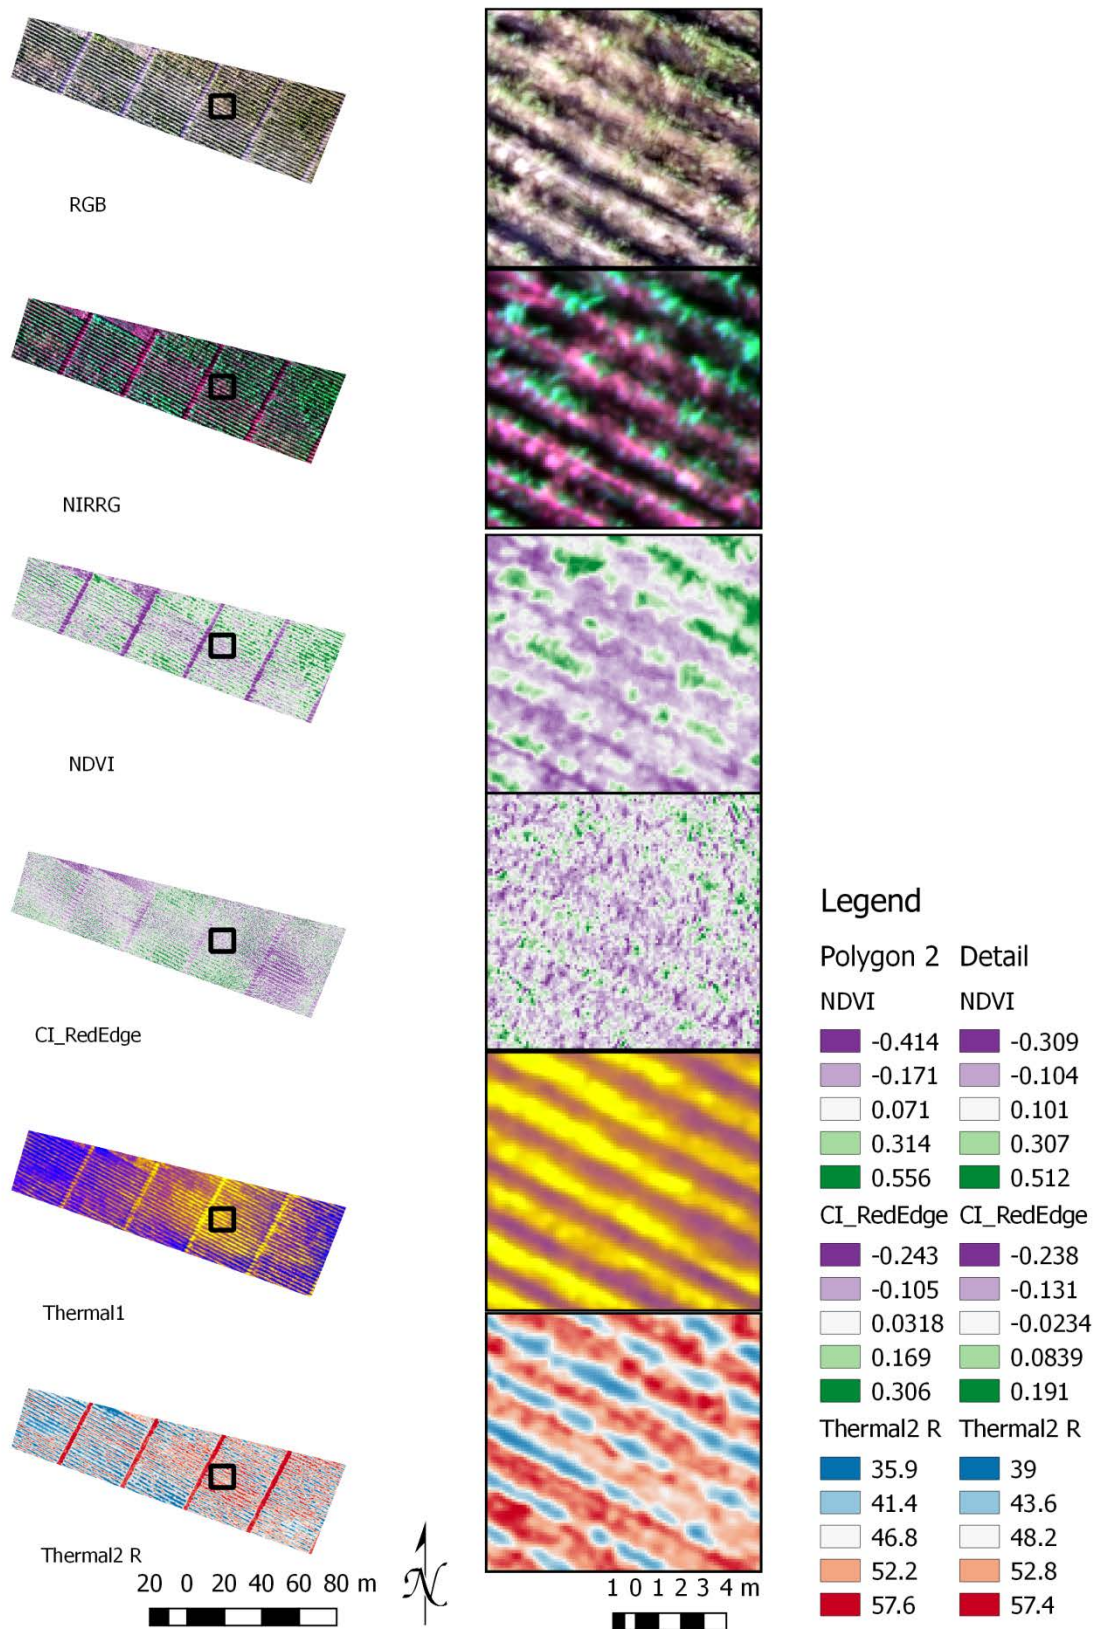 RGB
NIRRG
NDVI
CI_RedEdge
Thermal1
Thermal2 R
20 0 20 40 60 80 m
N
1 0 1 2 3 4 m
Legend
Polygon 2 Detail
NDVI NDVI
-0.414 -0.309
-0.171 -0.104
0.071 0.101
0.314 0.307
0.556 0.512
CI_RedEdge CI_RedEdge
-0.243 -0.238
-0.105 -0.131
0.0318 -0.0234
0.169 0.0839
0.306 0.191
Thermal2 R Thermal2 R
35.9 39
41.4 43.6
46.8 48.2
52.2 52.8
57.6 57.4